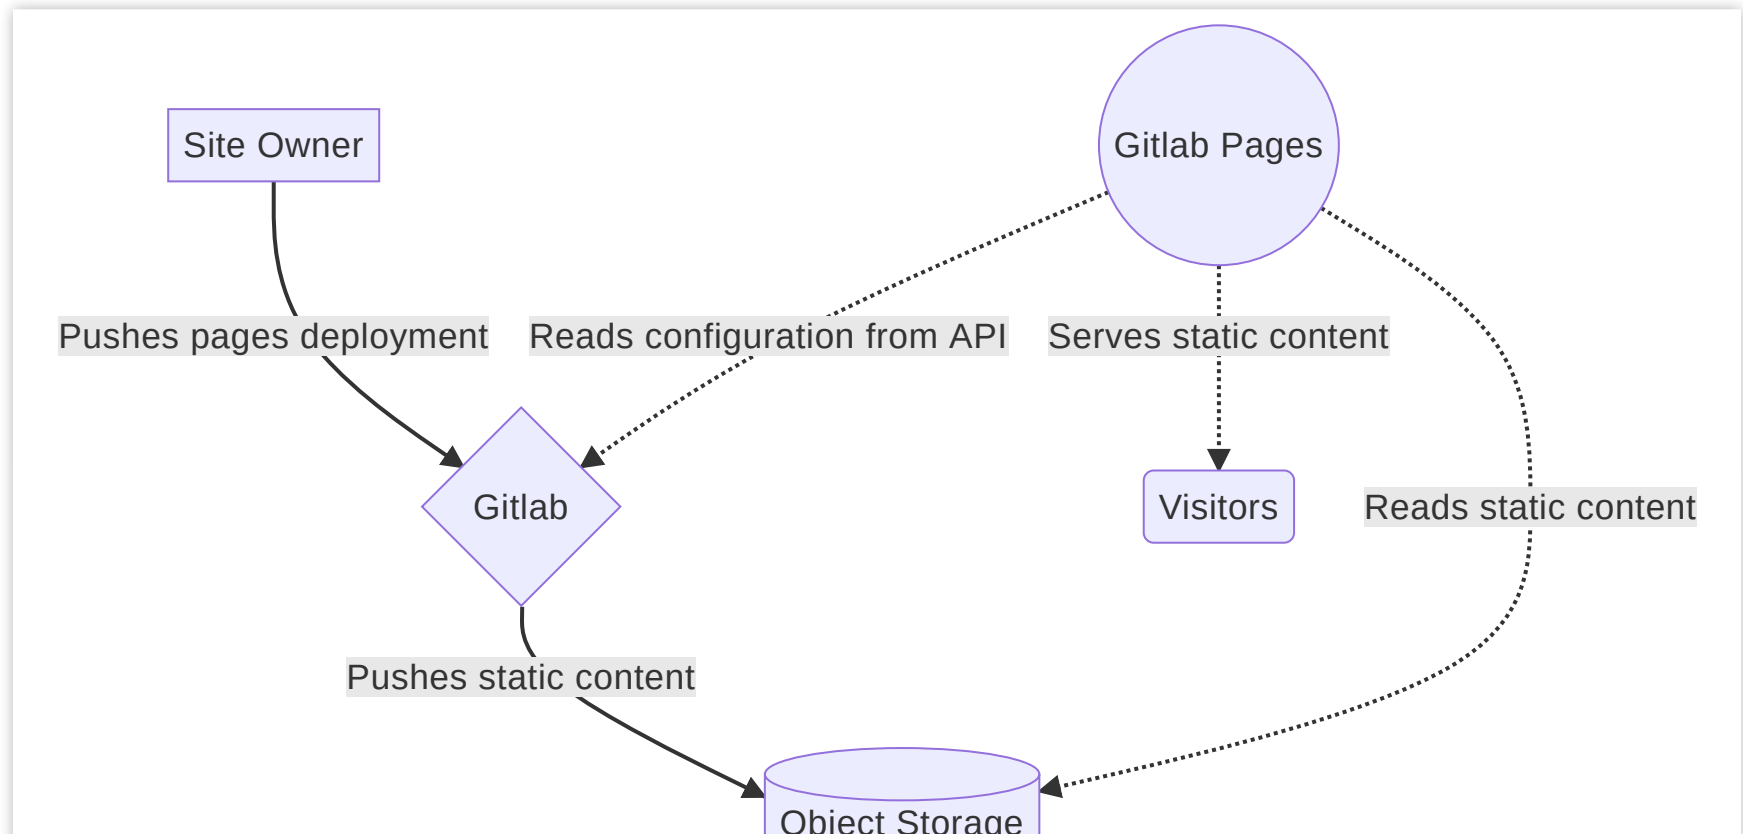 Site Owner
Gitlab Pages
Pushes pages deployment
Reads configuration from API
Serves static content
Gitlab
Visitors
Reads static content
Pushes static content
Object Storage